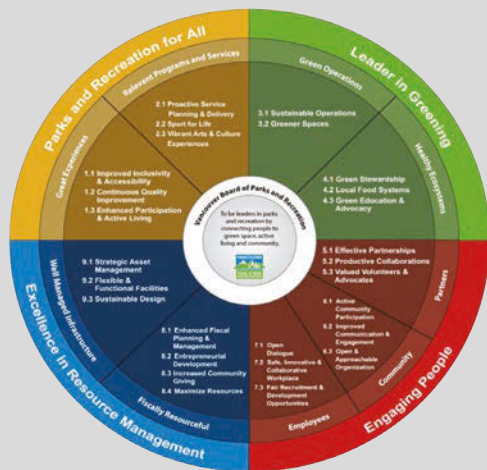 Parks and Recreation for All
Relevant Programs and Services
Great Experiences
2.1 Proactive Service
Planning & Delivery
2.2 Sport for Life
2.3 Vibrant Arts & Culture
Experiences
1.1 Improved Inclusivity
& Accessibility
1.2 Continuous Quality
Improvement
1.3 Enhanced Participation
& Active Living
Leader in Greening
Green Operations
Healthy Ecosystems
3.1 Sustainable Operations
3.2 Greener Spaces
4.1 Green Stewardship
4.2 Local Food Systems
4.3 Green Education &
Advocacy
Vancouver Board of Parks and Recreation
To be leaders in parks
and recreation by
connecting people to
green space, active
living and community.
Engaging People
Partners
5.1 Effective Partnerships
5.2 Productive Collaborations
5.3 Valued Volunteers &
Advocates
Community
6.1 Active
Community
Participation
6.2 Improved
Communication &
Engagement
6.3 Open &
Approachable
Organization
Employees
7.1 Open
Dialogue
7.2 Safe, Innovative &
Collaborative
Workplace
7.3 Fair Recruitment &
Development
Opportunities
Excellence in Resource Management
Fiscally Resourceful
8.1 Enhanced Fiscal
Planning &
Management
8.2 Entrepreneurial
Development
8.3 Increased Community
Giving
8.4 Maximize Resources
Well Managed Infrastructure
9.1 Strategic Asset
Management
9.2 Flexible &
Functional Facilities
9.3 Sustainable Design